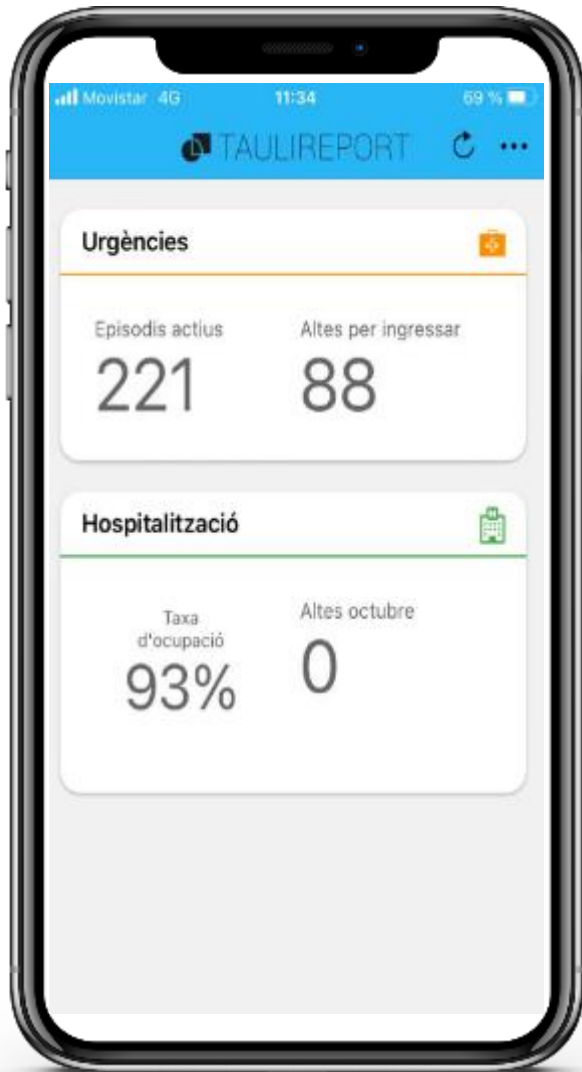 Movistar 4G 11:34 69 %
TAULIREPORT
Urgències
Episodis actius Altes per ingressar
221 88
Hospitalització
Taxa
d'ocupació
93%
Altes octubre
0